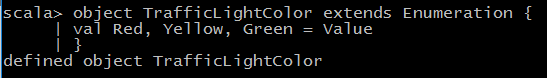 scala> object TrafficLightColor extends Enumeration {
     | val Red, Yellow, Green = Value
     | }
defined object TrafficLightColor